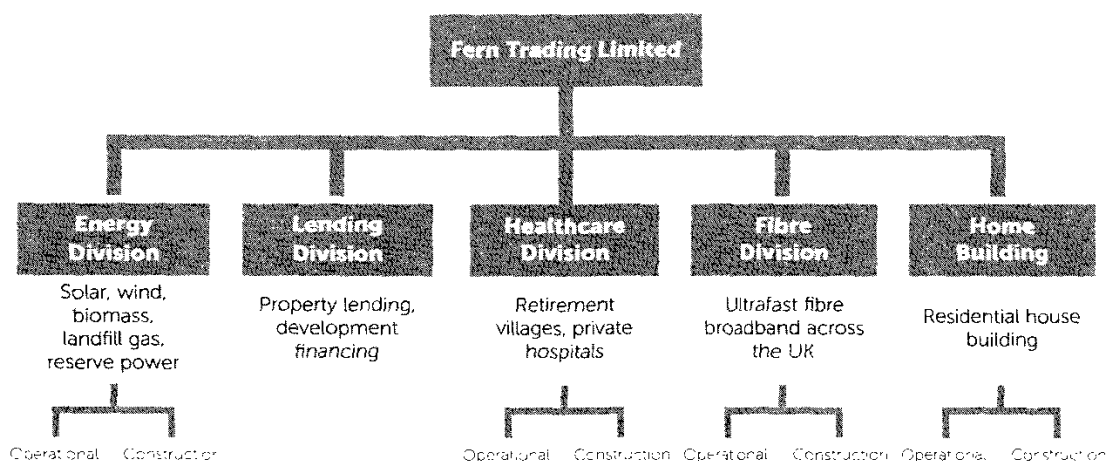 Fern Trading Limited
Energy
Division
Solar, wind,
biomass,
landfill gas,
reserve power
Operational Construction
Lending
Division
Property lending,
development
financing
Healthcare
Division
Retirement
villages, private
hospitals
Operational Construction
Fibre
Division
Ultrafast fibre
broadband across
the UK
Operational Construction
Home
Building
Residential house
building
Operational Construction